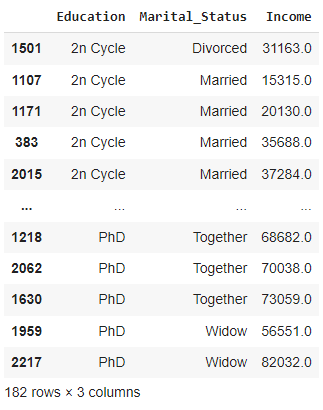 Education Marital_Status Income
1501 2n Cycle Divorced 31163.0
1107 2n Cycle Married 15315.0
1171 2n Cycle Married 20130.0
383 2n Cycle Married 35688.0
2015 2n Cycle Married 37284.0
... ... ... ...
1218 PhD Together 68682.0
2062 PhD Together 70038.0
1630 PhD Together 73059.0
1959 PhD Widow 56551.0
2217 PhD Widow 82032.0
182 rows × 3 columns